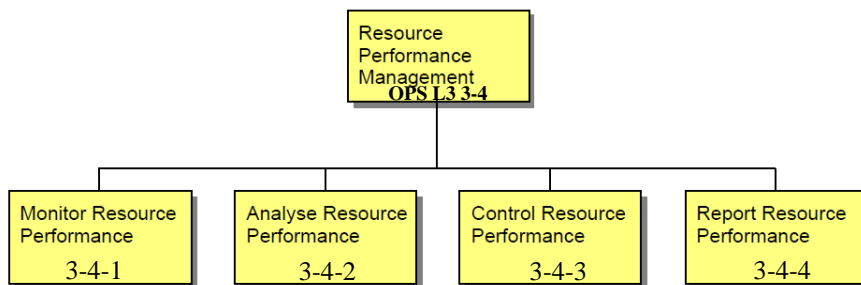 Resource
Performance
Management
OPS L3 3-4
Monitor Resource
Performance
3-4-1
Analyse Resource
Performance
3-4-2
Control Resource
Performance
3-4-3
Report Resource
Performance
3-4-4